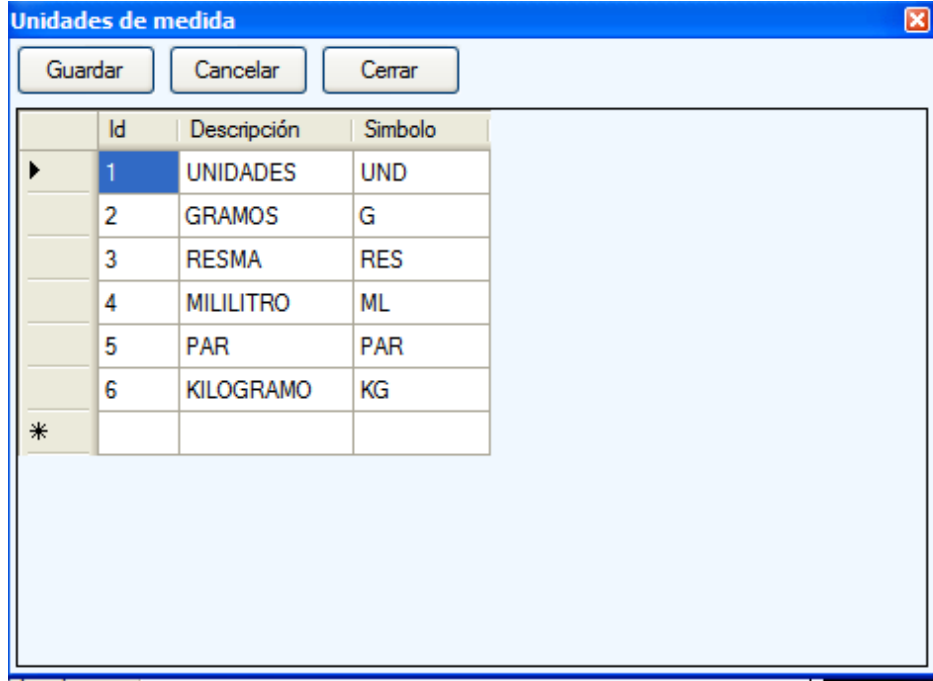 Unidades de medida
Guardar Cancelar Cerrar
Id Descripción Simbolo
1 UNIDADES UND
2 GRAMOS G
3 RESMA RES
4 MILILITRO ML
5 PAR PAR
6 KILOGRAMO KG